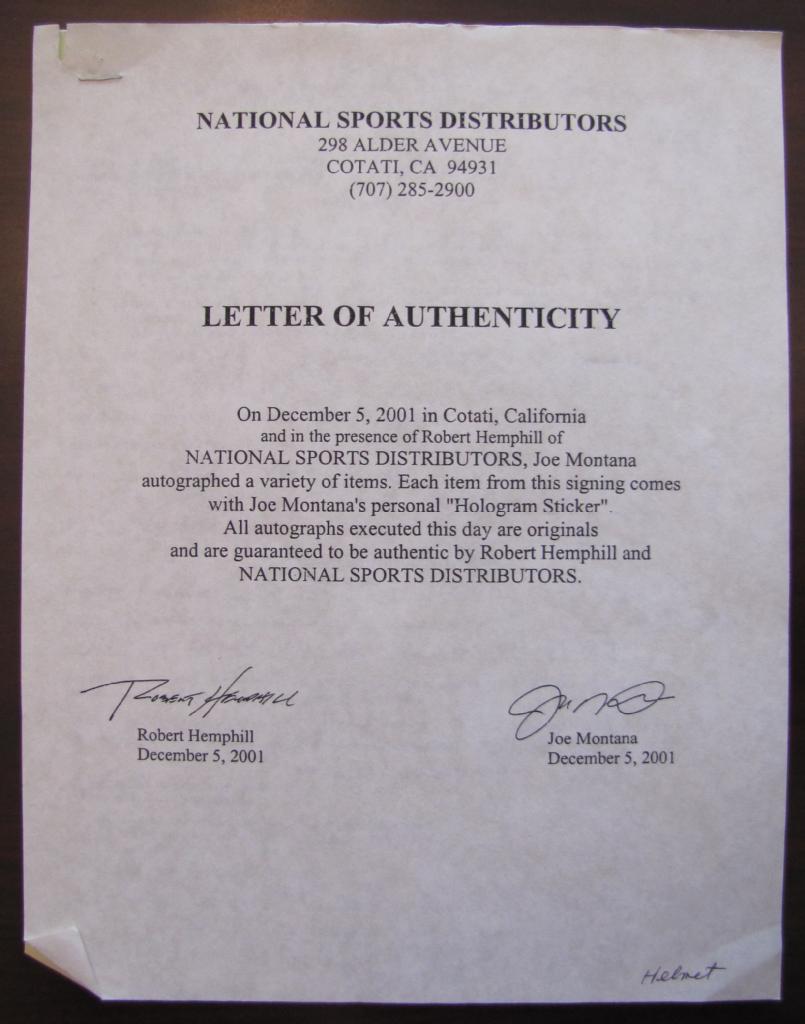 NATIONAL SPORTS DISTRIBUTORS
298 ALDER AVENUE
COTATI, CA 94931
(707) 285-2900
LETTER OF AUTHENTICITY
On December 5, 2001 in Cotati, California
and in the presence of Robert Hemphill of
NATIONAL SPORTS DISTRIBUTORS, Joe Montana
autographed a variety of items. Each item from this signing comes
with Joe Montana's personal "Hologram Sticker".
All autographs executed this day are originals
and are guaranteed to be authentic by Robert Hemphill and
NATIONAL SPORTS DISTRIBUTORS.
Robert Hemphill
Robert Hemphill
December 5, 2001
Joe Montana
December 5, 2001
Helmet